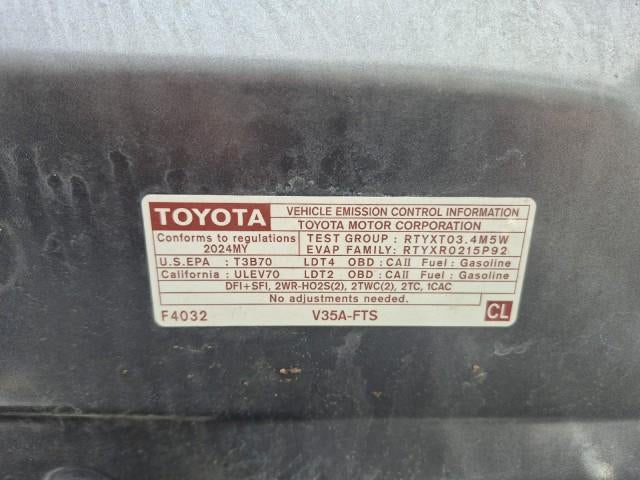 TOYOTA VEHICLE EMISSION CONTROL INFORMATION
TOYOTA MOTOR CORPORATION
Conforms to regulations
2024MY
TEST GROUP : RTYXT03.4M5W
EVAP FAMILY: RTYXR0215P92
U.S.EPA : T3B70 LDT4 OBD : CAII Fuel : Gasoline
California : ULEV70 LDT2 OBD : CAII Fuel : Gasoline
DFI+SFI, 2WR-HO2S(2), 2TWC(2), 2TC, 1CAC
No adjustments needed.
F4032 V35A-FTS CL